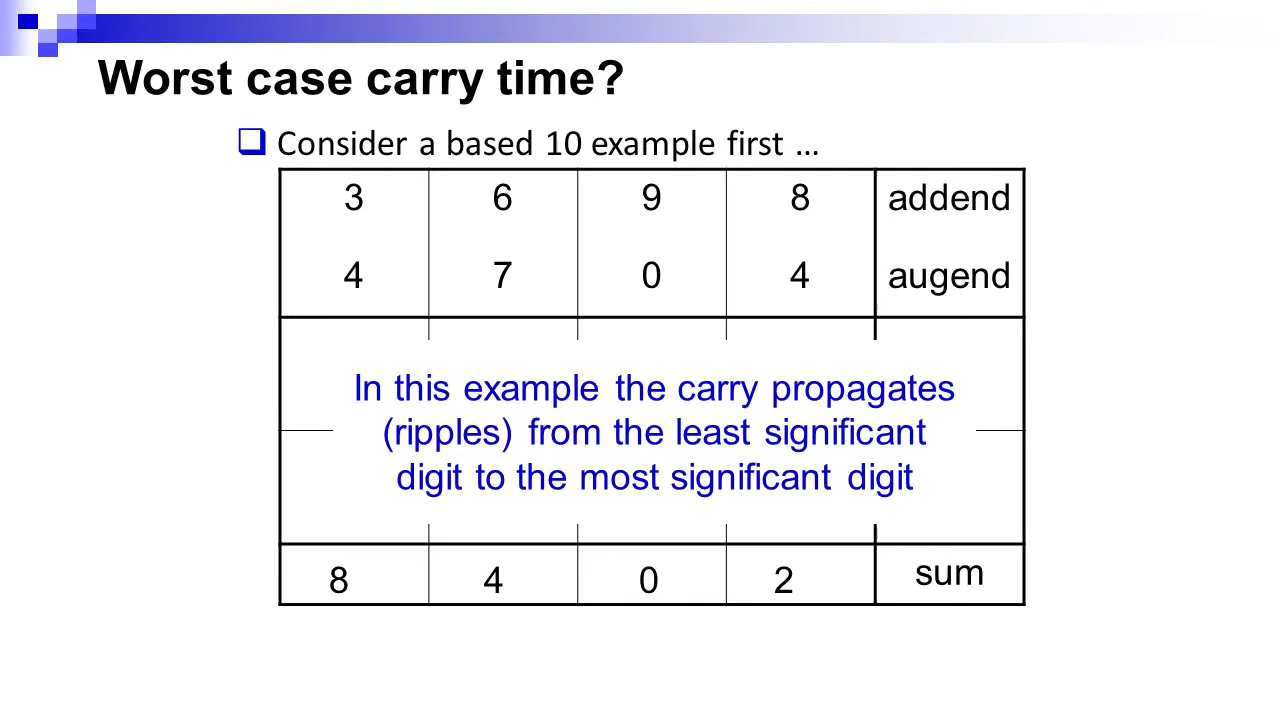 Worst case carry time?
Consider a based 10 example first …
3 6 9 8 addend
4 7 0 4 augend
In this example the carry propagates
(ripples) from the least significant
digit to the most significant digit
8 4 0 2 sum